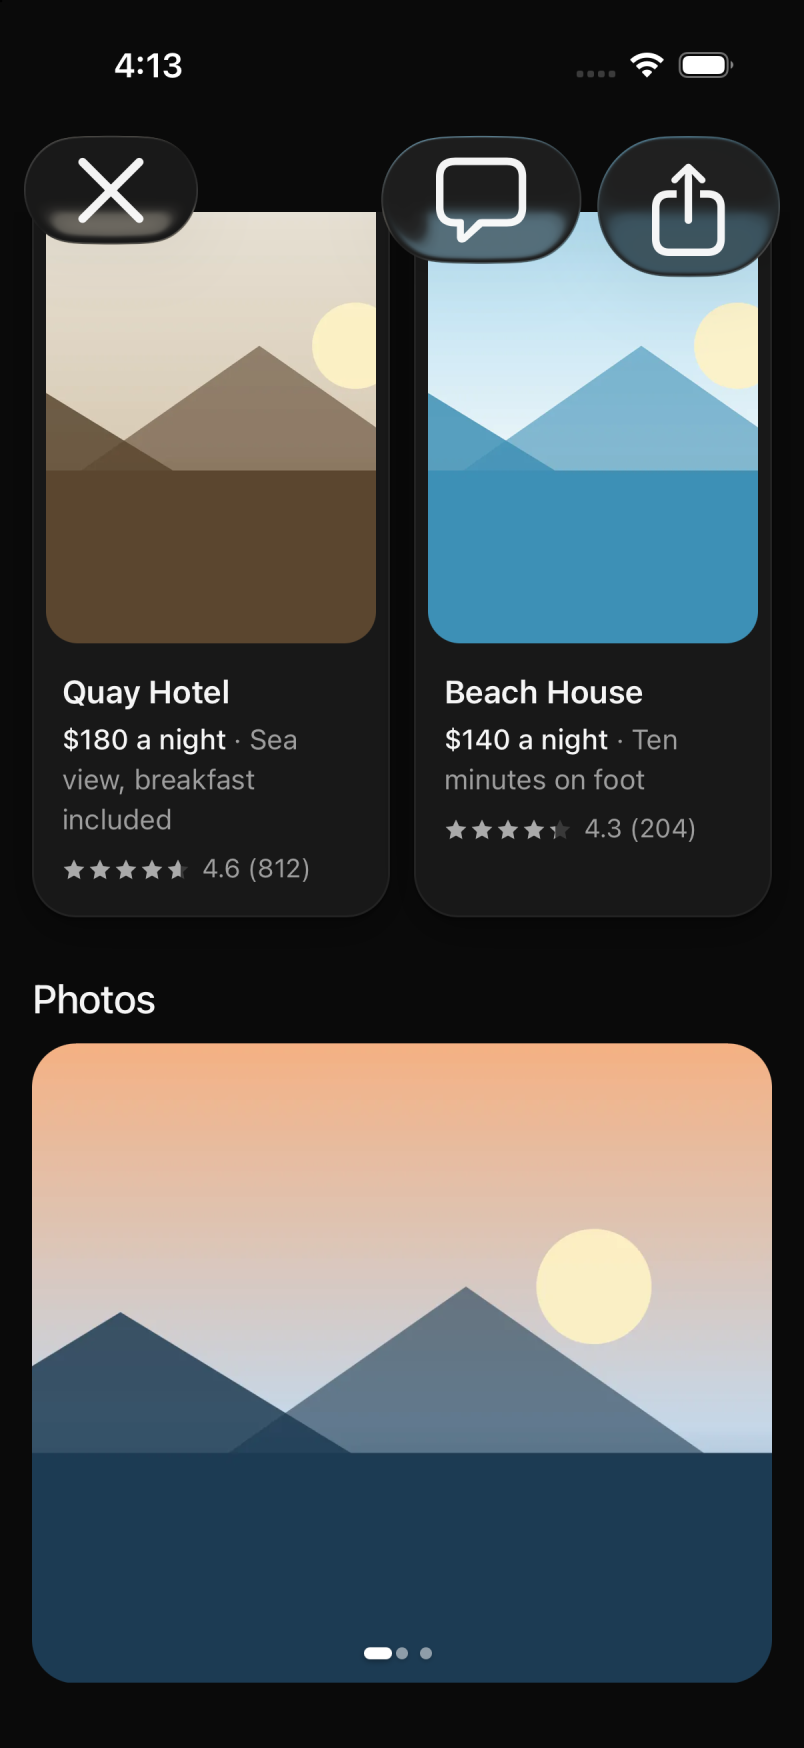 4:13
Quay Hotel
$180 a night · Sea
view, breakfast
included
4.6 (812)
Beach House
$140 a night · Ten
minutes on foot
4.3 (204)
Photos